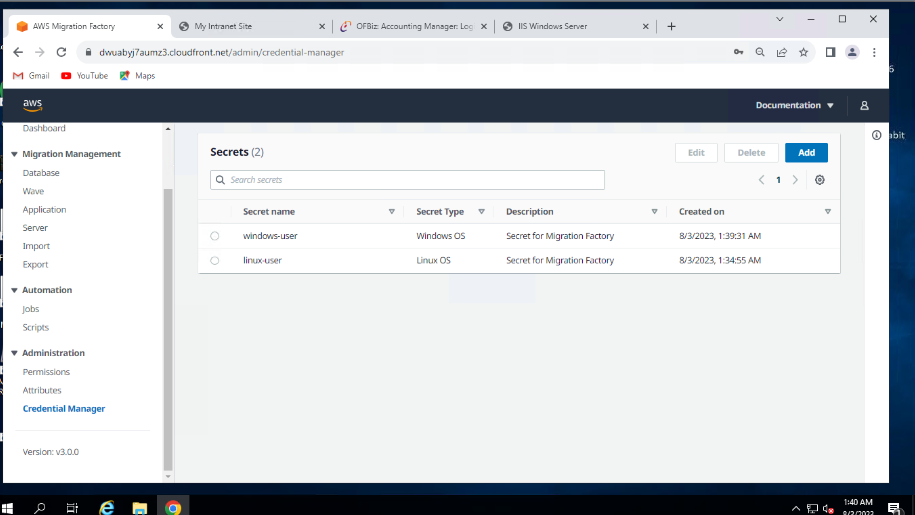 AWS Migration Factory
My Intranet Site
OFBiz: Accounting Manager: Log
IIS Windows Server
dwuabyj7aumz3.cloudfront.net/admin/credential-manager
Gmail YouTube Maps
aws
Documentation
abit
Dashboard
Migration Management
Database
Wave
Application
Server
Import
Export
Automation
Jobs
Scripts
Administration
Permissions
Attributes
Credential Manager
Version: v3.0.0
Secrets (2)
Edit Delete Add
Search secrets
1
Secret name Secret Type Description Created on
windows-user Windows OS Secret for Migration Factory 8/3/2023, 1:39:31 AM
linux-user Linux OS Secret for Migration Factory 8/3/2023, 1:34:55 AM
1:40 AM
8/3/2023